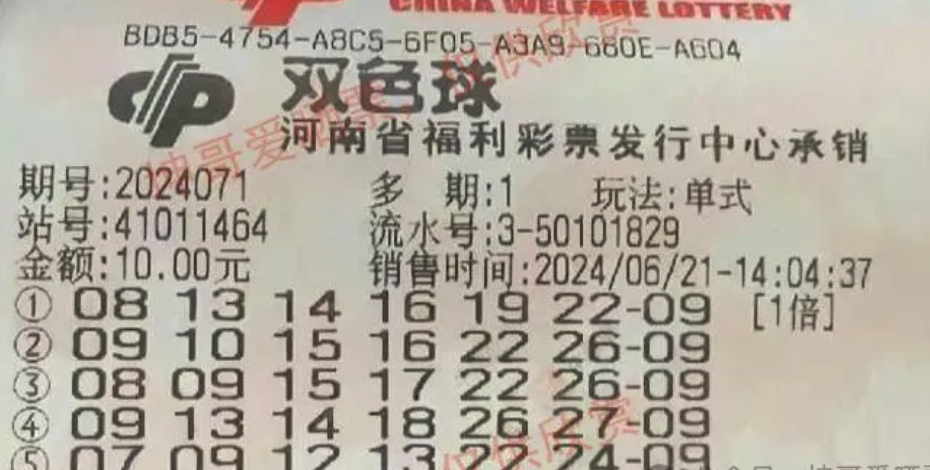 CHINA WELFARE LOTTERY
BDB5-4754-A8C5-6F05-A3A9-680E-A604
双色球
河南省福利彩票发行中心承销
期号:2024071 多 期:1 玩法:单式
站号:41011464 流水号:3-50101829
金额:10.00元 销售时间:2024/06/21-14:04:37
① 08 13 14 16 19 22-09 [1倍]
② 09 10 15 16 22 26-09
③ 08 09 15 17 22 26-09
④ 09 13 14 18 26 27-09
⑤ 07 09 12 13 22 24-09
仅供欣赏